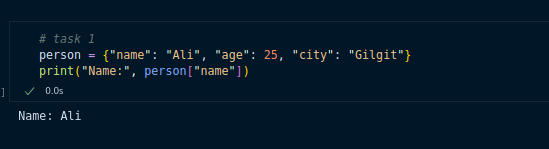 # task 1
person = {"name": "Ali", "age": 25, "city": "Gilgit"}
print("Name:", person["name"])
] 0.0s
Name: Ali